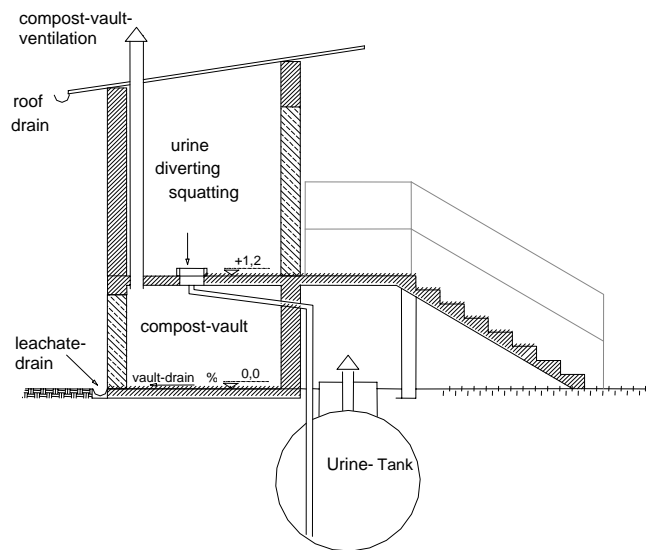 compost-vault-
ventilation
roof
drain
urine
diverting
squatting
+1,2
compost-vault
leachate-
drain
vault-drain %
0,0
Urine- Tank